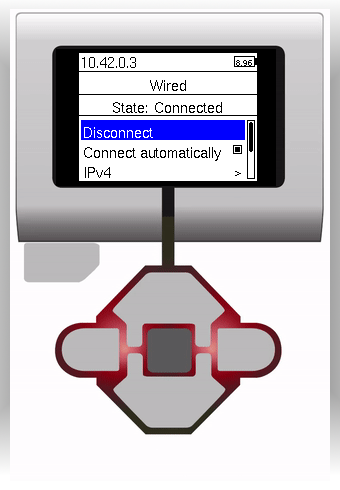 10.42.0.3 8.96
Wired
State: Connected
Disconnect
Connect automatically
IPv4 >